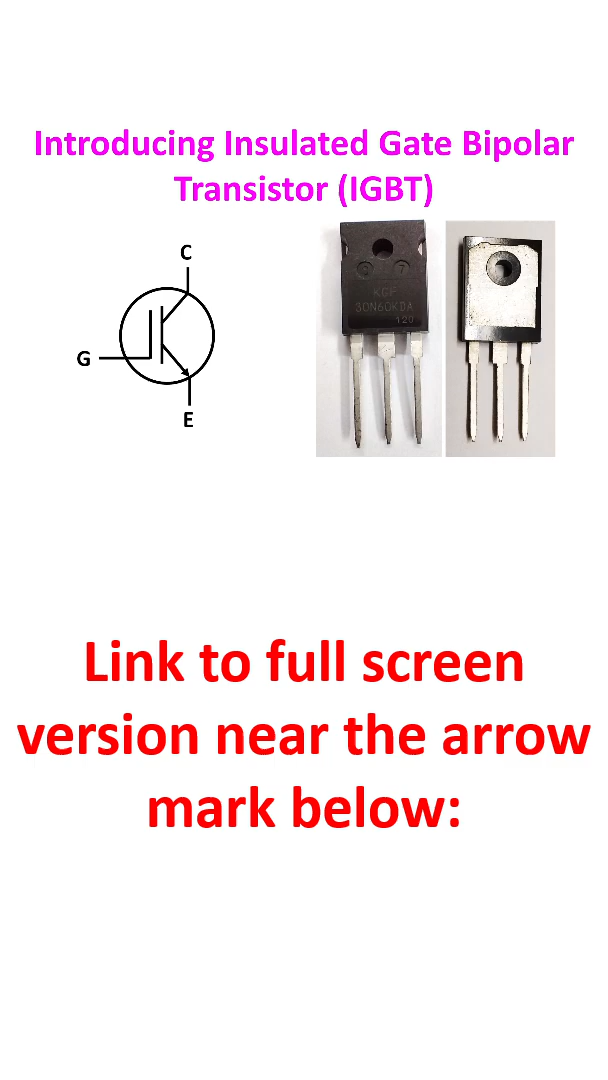 Introducing Insulated Gate Bipolar
Transistor (IGBT)
C
G
E
KGF
30N60KDA
120
Link to full screen
version near the arrow
mark below: